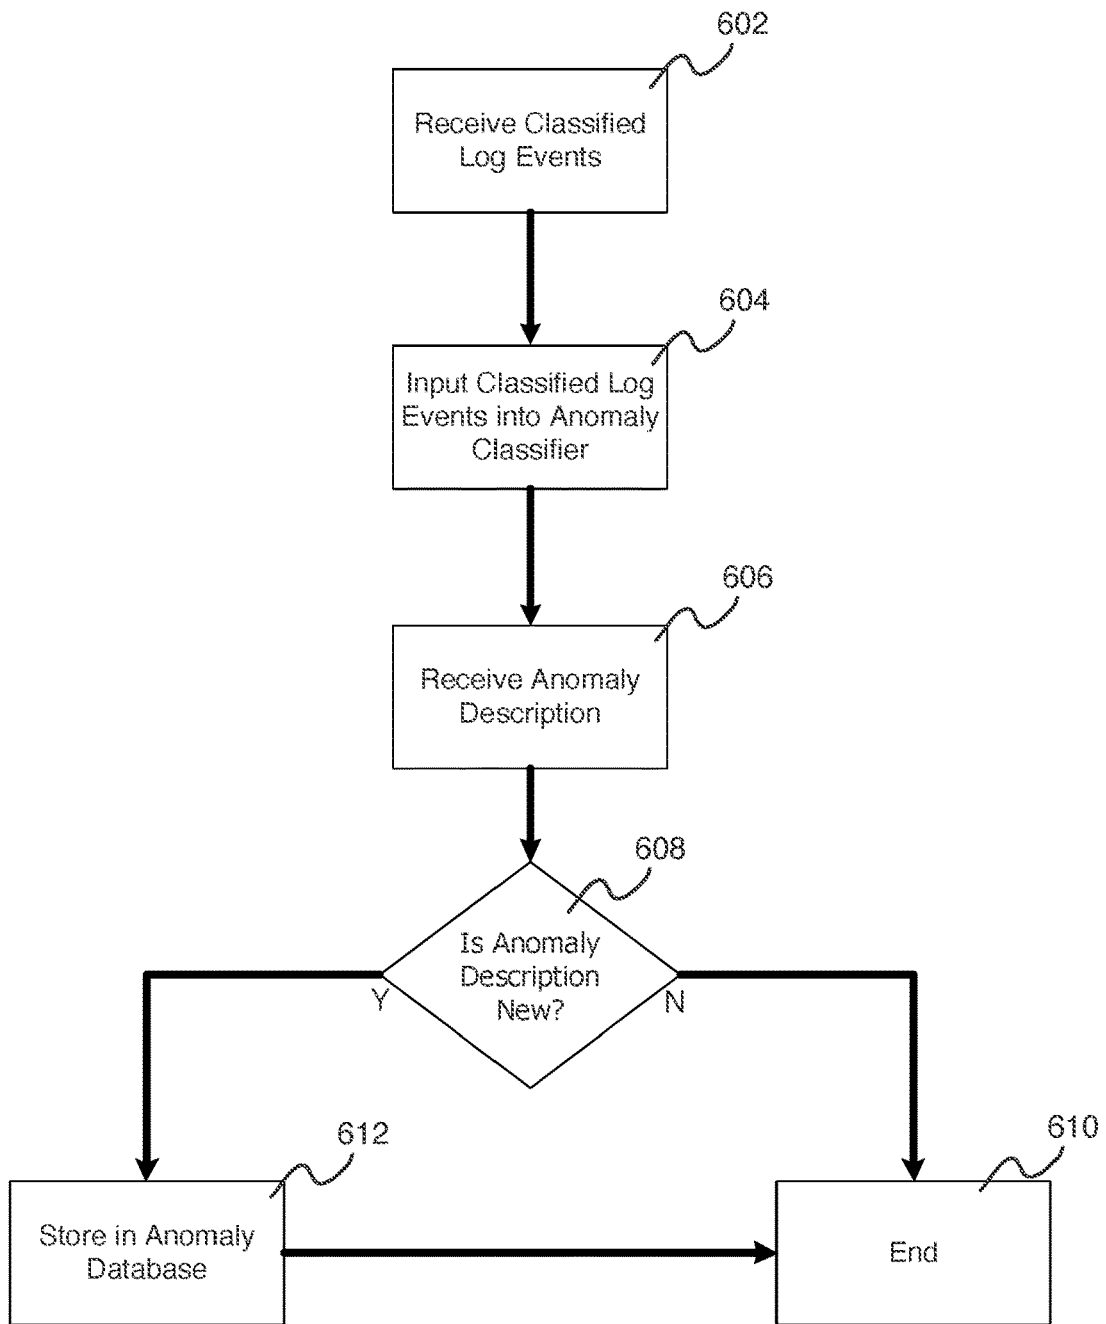 602
Receive Classified
Log Events
604
Input Classified Log
Events into Anomaly
Classifier
606
Receive Anomaly
Description
608
Is Anomaly
Description
New?
Y
N
612
Store in Anomaly
Database
610
End